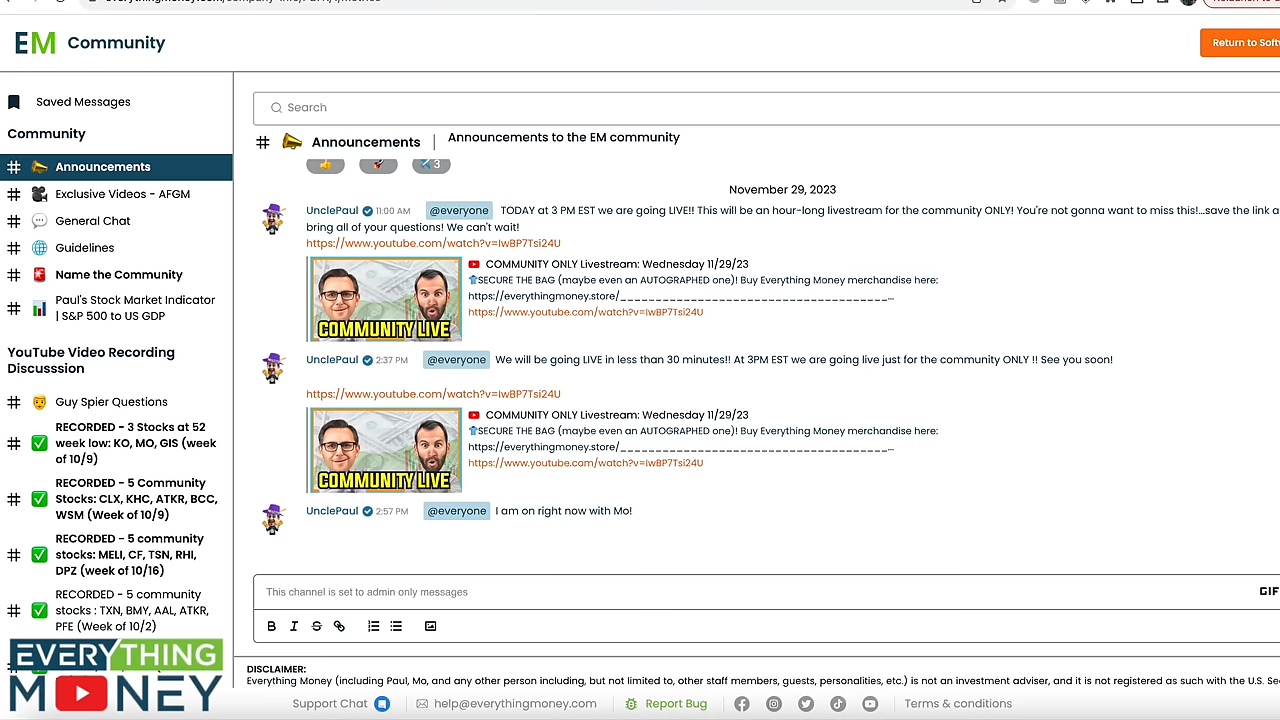 EM Community
Return to Soft
Saved Messages
Community
Announcements
Exclusive Videos - AFGM
General Chat
Guidelines
Name the Community
Paul's Stock Market Indicator
| S&P 500 to US GDP
YouTube Video Recording
Discusssion
Guy Spier Questions
RECORDED - 3 Stocks at 52
week low: KO, MO, GIS (week
of 10/9)
RECORDED - 5 Community
Stocks: CLX, KHC, ATKR, BCC,
WSM (Week of 10/9)
RECORDED - 5 community
stocks: MELI, CF, TSN, RHI,
DPZ (week of 10/16)
RECORDED - 5 community
stocks : TXN, BMY, AAL, ATKR,
PFE (Week of 10/2)
EVERYTHING
MONEY
Search
# Announcements | Announcements to the EM community
3
November 29, 2023
UnclePaul 11:00 AM @everyone TODAY at 3 PM EST we are going LIVE!! This will be an hour-long livestream for the community ONLY! You're not gonna want to miss this!...save the link a
bring all of your questions! We can't wait!
https://www.youtube.com/watch?v=IwBP7Tsi24U
COMMUNITY ONLY Livestream: Wednesday 11/29/23
SECURE THE BAG (maybe even an AUTOGRAPHED one)! Buy Everything Money merchandise here:
https://everythingmoney.store/______________________________________...
https://www.youtube.com/watch?v=IwBP7Tsi24U
COMMUNITY LIVE
UnclePaul 2:37 PM @everyone We will be going LIVE in less than 30 minutes!! At 3PM EST we are going live just for the community ONLY !! See you soon!
https://www.youtube.com/watch?v=IwBP7Tsi24U
COMMUNITY ONLY Livestream: Wednesday 11/29/23
SECURE THE BAG (maybe even an AUTOGRAPHED one)! Buy Everything Money merchandise here:
https://everythingmoney.store/______________________________________...
https://www.youtube.com/watch?v=IwBP7Tsi24U
COMMUNITY LIVE
UnclePaul 2:57 PM @everyone I am on right now with Mo!
This channel is set to admin only messages
GIF
B I S
DISCLAIMER:
Everything Money (including Paul, Mo, and any other person including, but not limited to, other staff members, guests, personalities, etc.) is not an investment adviser, and it is not registered as such with the U.S. Se
Support Chat
help@everythingmoney.com
Report Bug
Terms & conditions